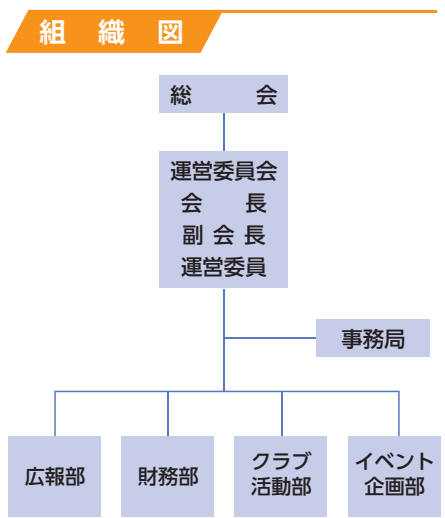 組織図
総会
運営委員会
会長
副会長
運営委員
事務局
広報部
財務部
クラブ
活動部
イベント
企画部